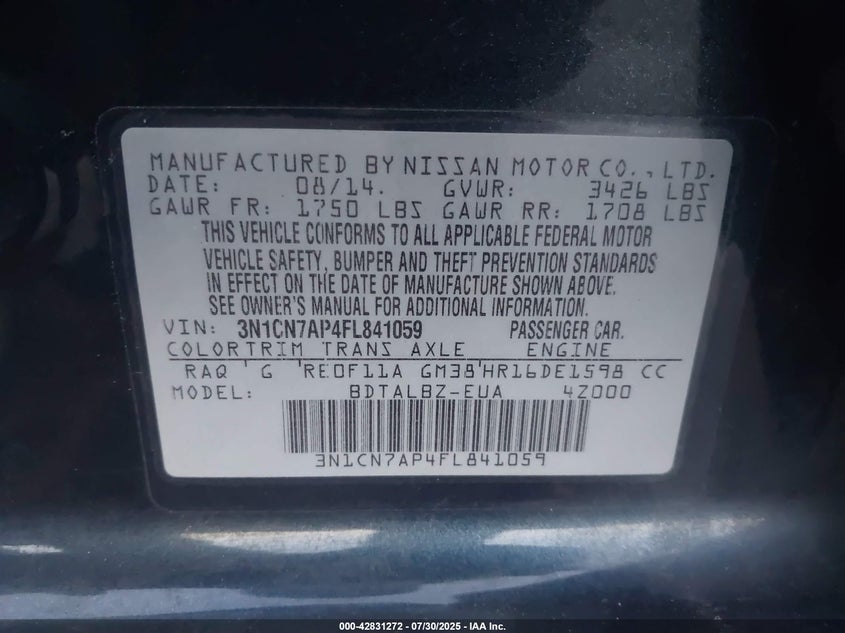 MANUFACTURED BY NISSAN MOTOR CO., LTD.
DATE: 08/14. GVWR: 3426 LBS
GAWR FR: 1750 LBS GAWR RR: 1708 LBS
THIS VEHICLE CONFORMS TO ALL APPLICABLE FEDERAL MOTOR
VEHICLE SAFETY, BUMPER AND THEFT PREVENTION STANDARDS
IN EFFECT ON THE DATE OF MANUFACTURE SHOWN ABOVE.
SEE OWNER'S MANUAL FOR ADDITIONAL INFORMATION.
VIN: 3N1CN7AP4FL841059 PASSENGER CAR.
COLOR TRIM TRANS AXLE ENGINE
RAQ G RE0F11A GM38 HR16DE1598 CC
MODEL: BDTALBZ-EUA 4Z000
3N1CN7AP4FL841059
000-42831272 | 07/30/2025 - IAA Inc.